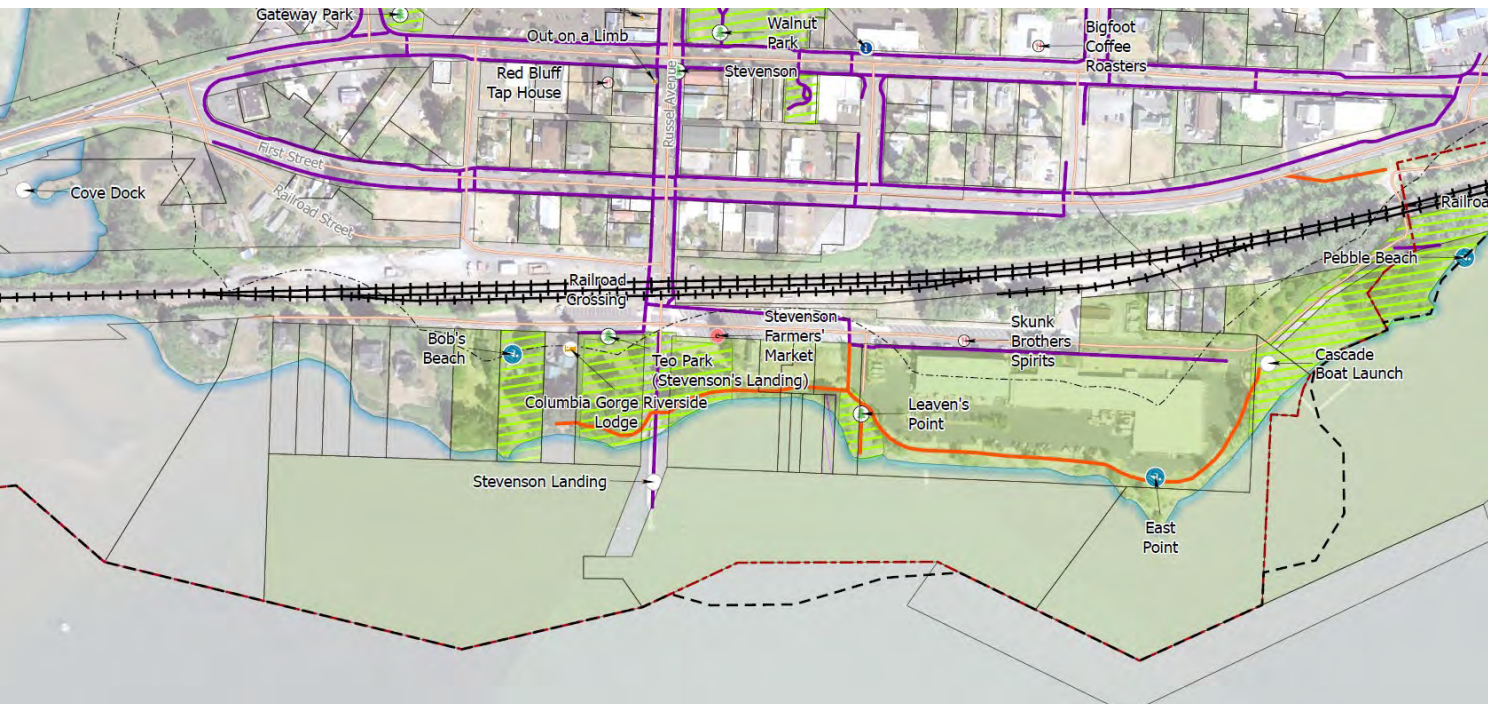 Gateway Park
Walnut
Park
Bigfoot
Coffee
Roasters
Out on a Limb
Stevenson
Red Bluff
Tap House
Russel Avenue
First Street
Railroad Street
Cove Dock
Railroa
Pebble Beach
Railroad
Crossing
Stevenson
Farmers'
Market
Skunk
Brothers
Spirits
Bob's
Beach
Teo Park
(Stevenson's Landing)
Cascade
Boat Launch
Columbia Gorge Riverside
Lodge
Leaven's
Point
Stevenson Landing
East
Point